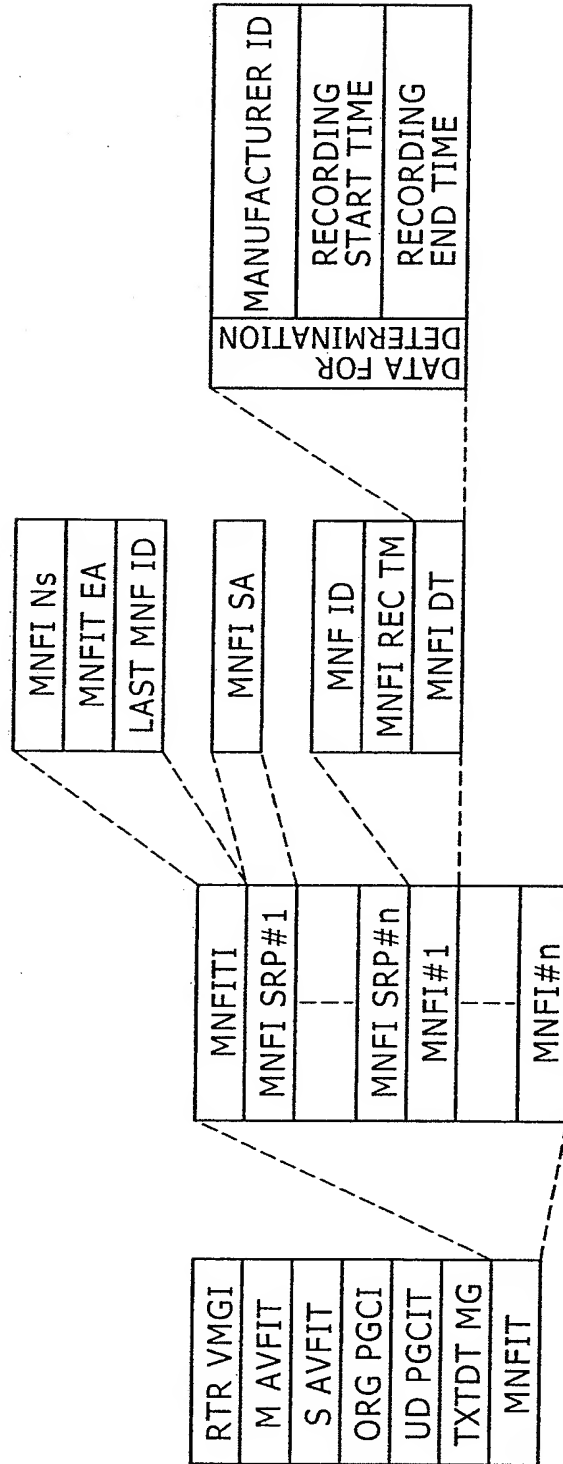 RTR VMGI
M AVFIT
S AVFIT
ORG PGCI
UD PGCIT
TXTDT MG
MNFIT
MNFITI
MNFI SRP#1
MNFI SRP#n
MNFI#1
MNFI#n
MNFI Ns
MNFIT EA
LAST MNF ID
MNFI SA
MNF ID
MNFI REC TM
MNFI DT
DATA FOR
DETERMINATION
MANUFACTURER ID
RECORDING
START TIME
RECORDING
END TIME